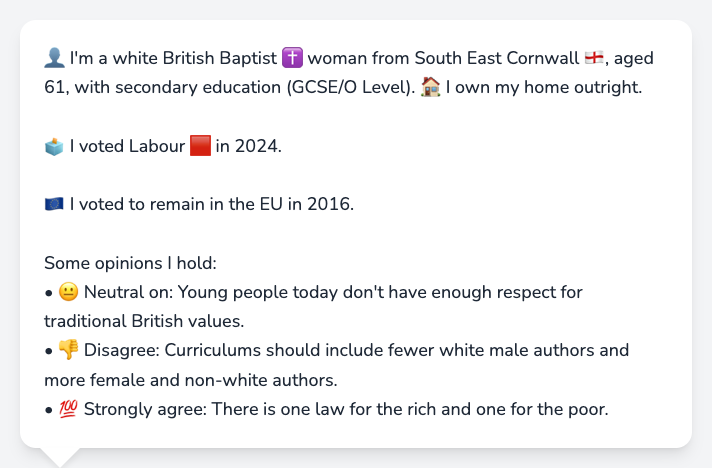 👤 I'm a white British Baptist ✝️ woman from South East Cornwall 🏴󠁧󠁢󠁥󠁮󠁧󠁿, aged
61, with secondary education (GCSE/O Level). 🏠 I own my home outright.
🗳️ I voted Labour 🟥 in 2024.
🇪🇺 I voted to remain in the EU in 2016.
Some opinions I hold:
• 😐 Neutral on: Young people today don't have enough respect for
traditional British values.
• 👎 Disagree: Curriculums should include fewer white male authors and
more female and non-white authors.
• 💯 Strongly agree: There is one law for the rich and one for the poor.